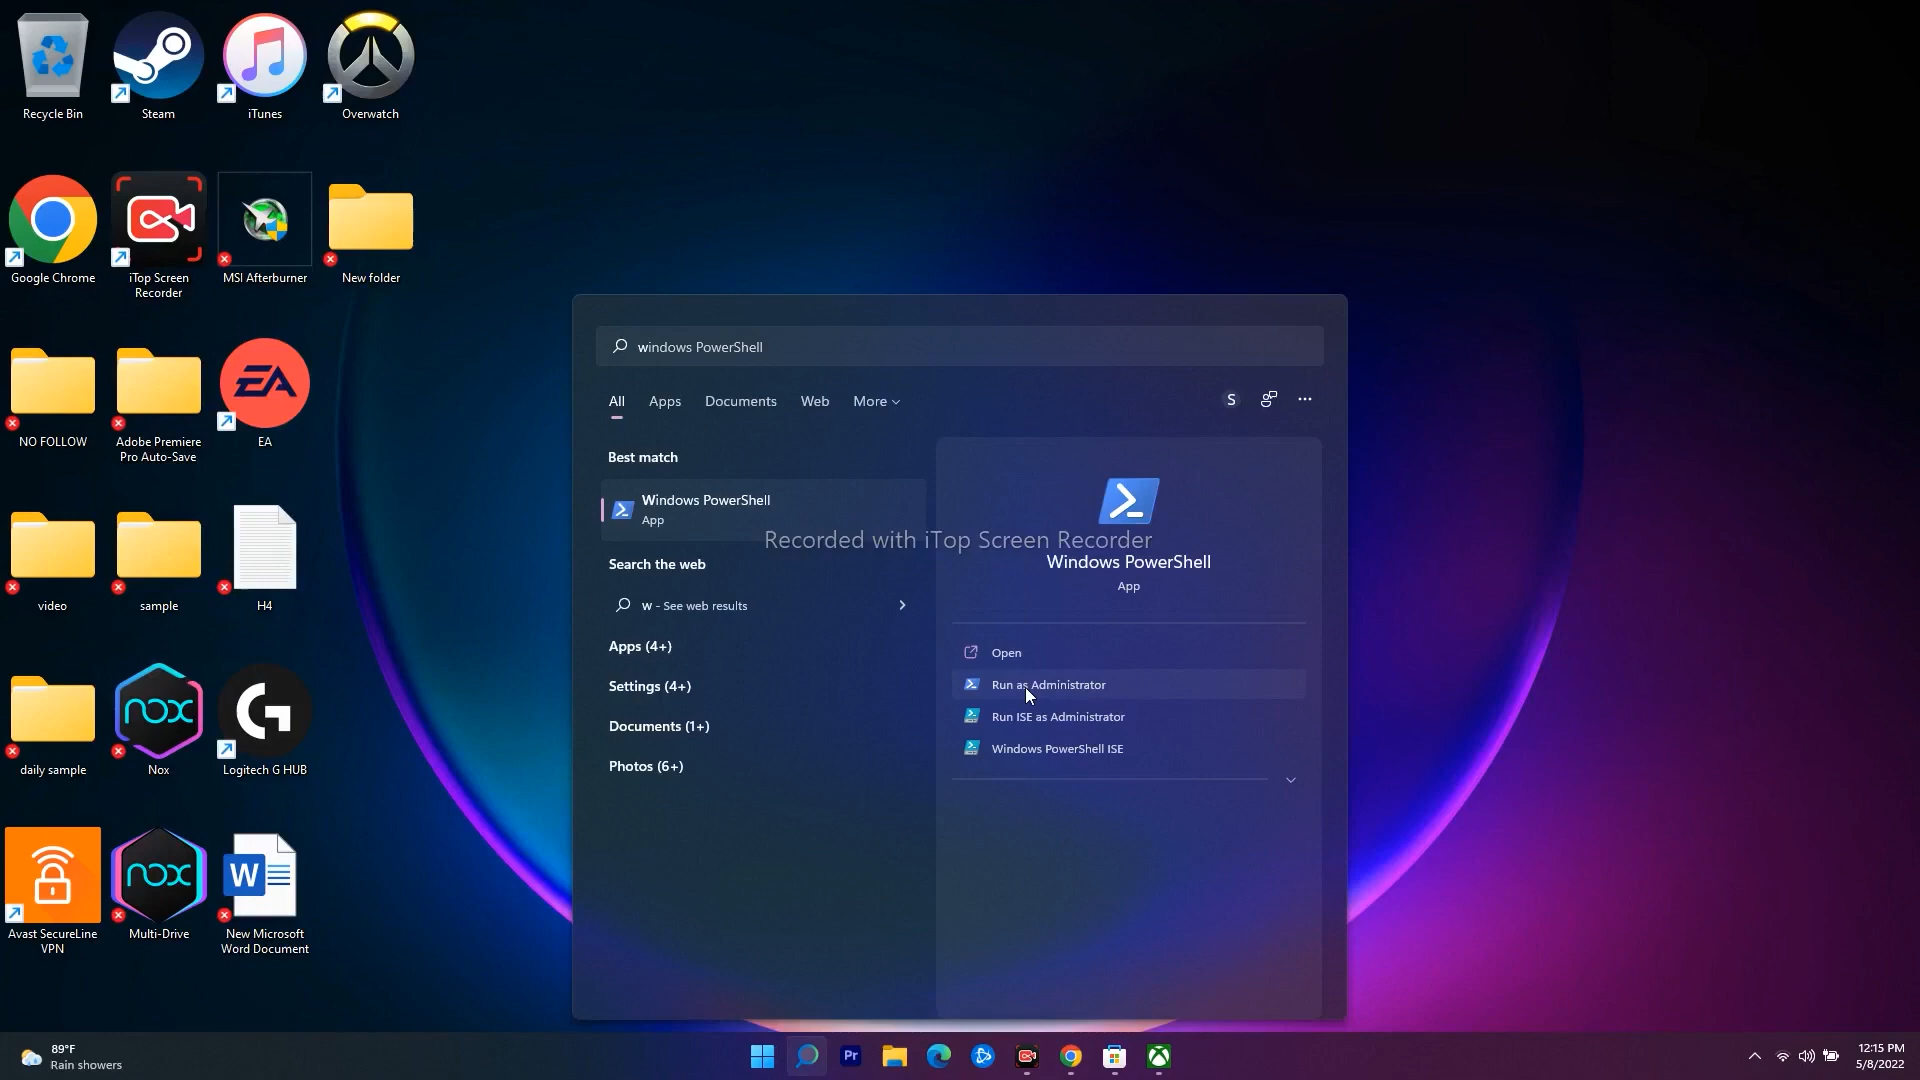 Recycle Bin
Steam
iTunes
Overwatch
Google Chrome
iTop Screen
Recorder
MSI Afterburner
New folder
NO FOLLOW
Adobe Premiere
Pro Auto-Save
EA
EA
video
sample
H4
daily sample
nox
Nox
G
Logitech G HUB
Avast SecureLine
VPN
nox
Multi-Drive
W
New Microsoft
Word Document
windows PowerShell
All
Apps
Documents
Web
More
S
Best match
Windows PowerShell
App
Search the web
w - See web results
Apps (4+)
Settings (4+)
Documents (1+)
Photos (6+)
Recorded with iTop Screen Recorder
Windows PowerShell
App
Open
Run as Administrator
Run ISE as Administrator
Windows PowerShell ISE
89°F
Rain showers
Pr
12:15 PM
5/8/2022